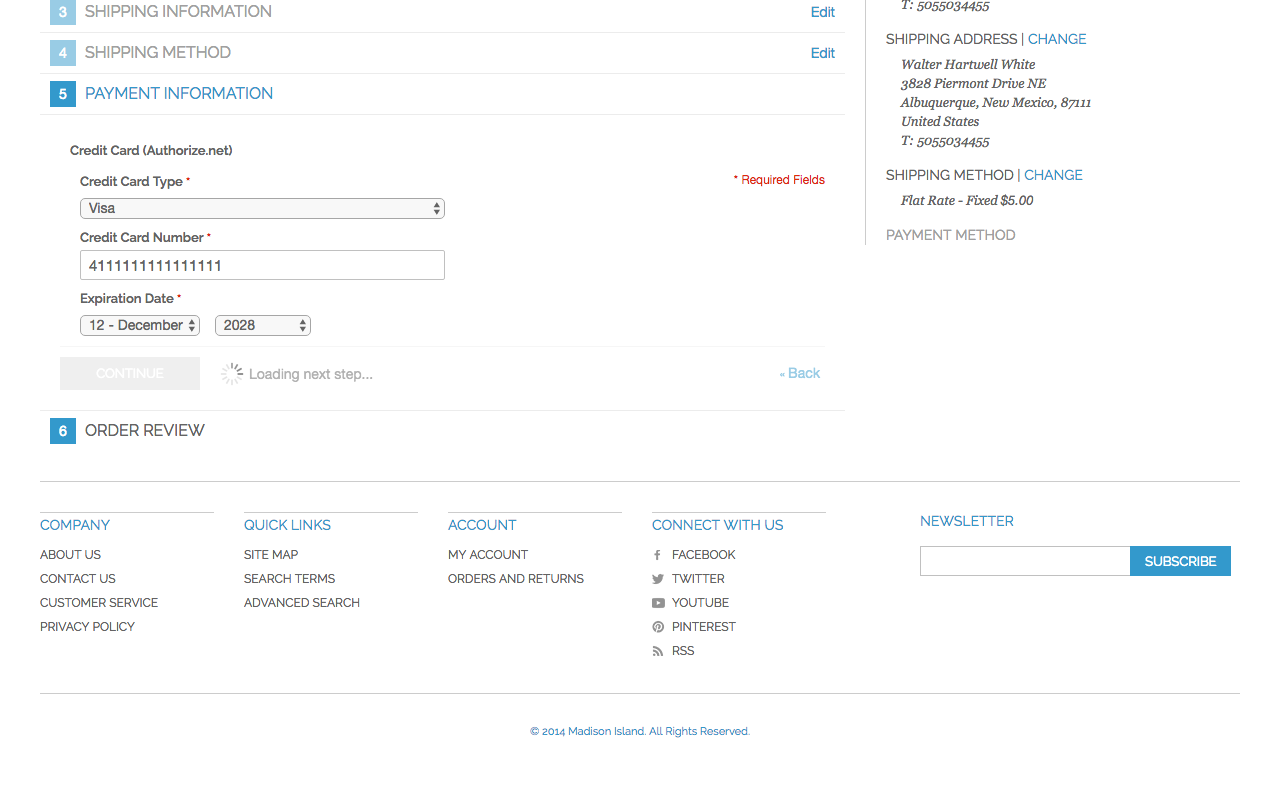 3 SHIPPING INFORMATION Edit
4 SHIPPING METHOD Edit
5 PAYMENT INFORMATION
Credit Card (Authorize.net)
Credit Card Type *
* Required Fields
Visa
Credit Card Number *
4111111111111111
Expiration Date *
12 - December 2028
CONTINUE Loading next step... « Back
6 ORDER REVIEW
T: 5055034455
SHIPPING ADDRESS | CHANGE
Walter Hartwell White
3828 Piermont Drive NE
Albuquerque, New Mexico, 87111
United States
T: 5055034455
SHIPPING METHOD | CHANGE
Flat Rate - Fixed $5.00
PAYMENT METHOD
COMPANY
ABOUT US
CONTACT US
CUSTOMER SERVICE
PRIVACY POLICY
QUICK LINKS
SITE MAP
SEARCH TERMS
ADVANCED SEARCH
ACCOUNT
MY ACCOUNT
ORDERS AND RETURNS
CONNECT WITH US
FACEBOOK
TWITTER
YOUTUBE
PINTEREST
RSS
NEWSLETTER
SUBSCRIBE
© 2014 Madison Island. All Rights Reserved.